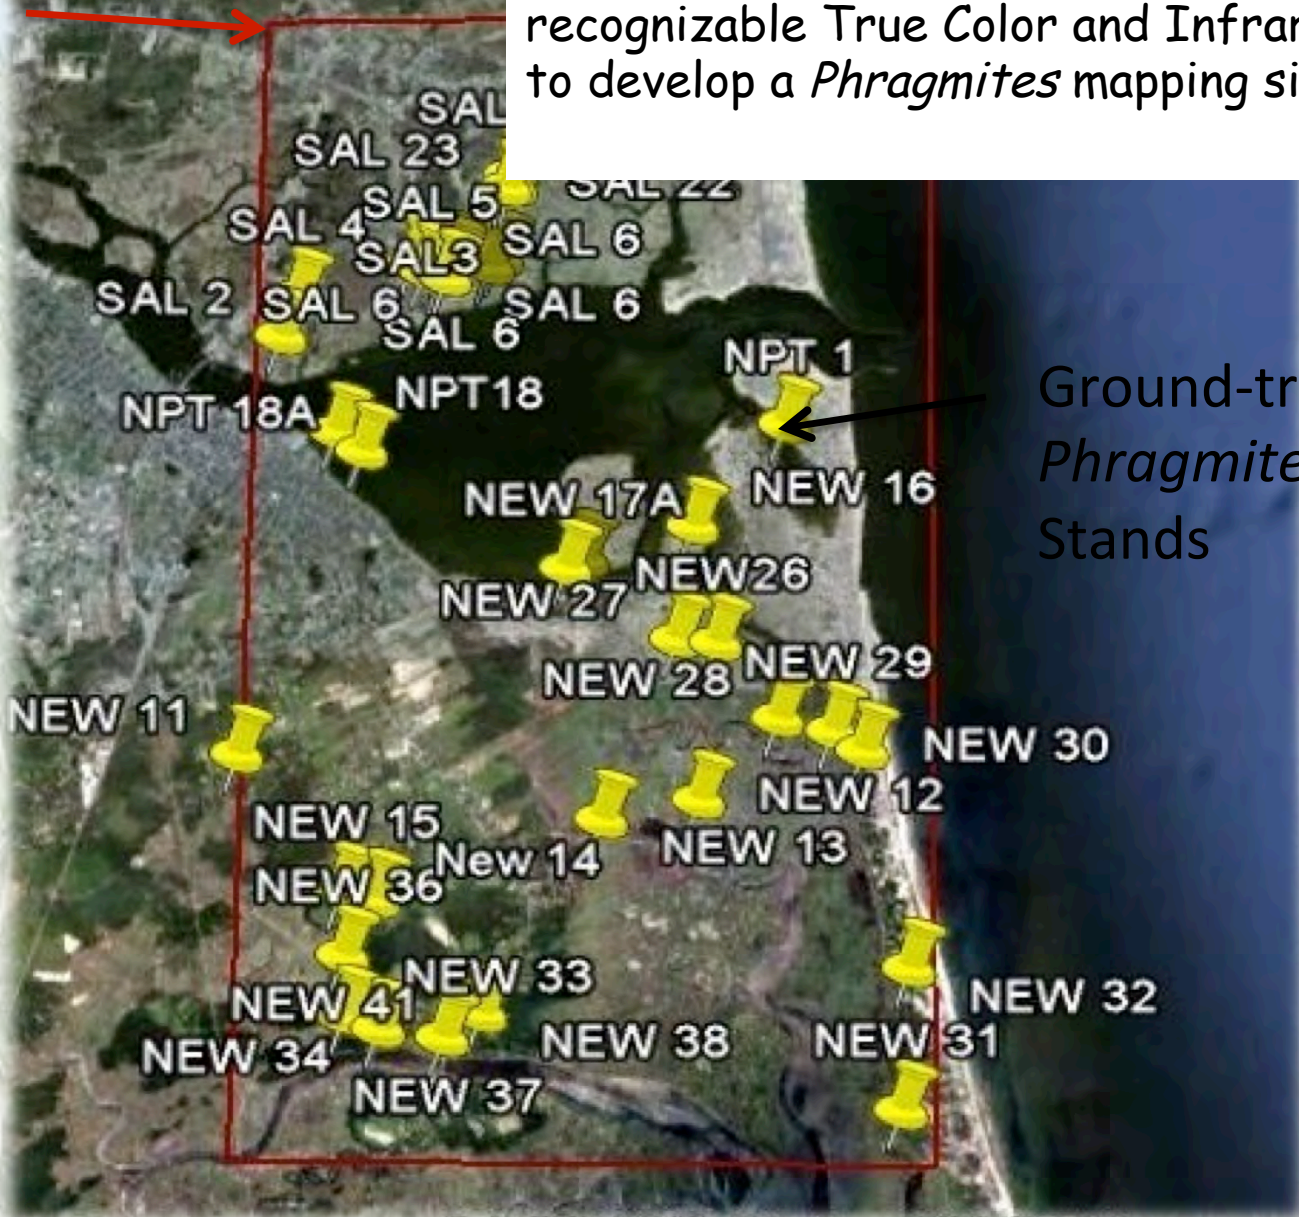 recognizable True Color and Infrar
to develop a Phragmites mapping si
SAL
SAL 23
SAL 22
SAL 5
SAL 4
SAL 6
SAL3
SAL 2
SAL 6
SAL 6
SAL 6
NPT 1
NPT18
NPT 18A
Ground-tr
Phragmite
Stands
NEW 17A
NEW 16
NEW26
NEW 27
NEW 29
NEW 28
NEW 11
NEW 30
NEW 12
NEW 15
NEW 13
New 14
NEW 36
NEW 33
NEW 41
NEW 32
NEW 38
NEW 31
NEW 34
NEW 37